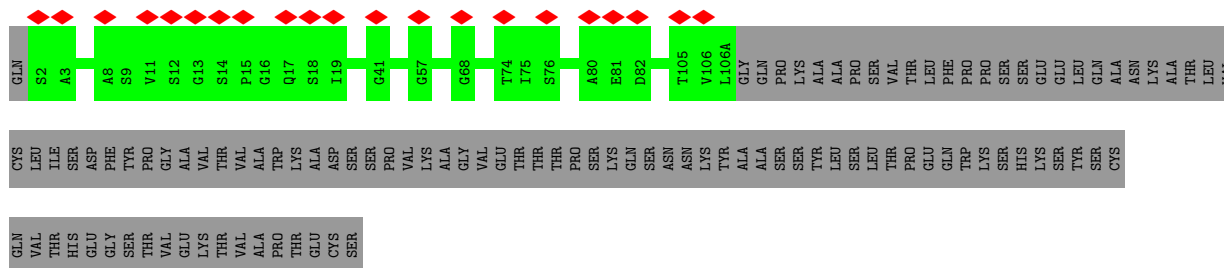 GLN S2 A3 A8 S9 V11 S12 G13 S14 P15 G16 Q17 S18 I19 G41 G57 G68 T74 I75 S76 A80 E81 D82 T105 V106 L106A GLY GLN PRO LYS ALA ALA PRO SER VAL THR LEU PHE PRO PRO SER SER GLU GLU LEU GLN ALA ASN LYS ALA THR LEU
CYS LEU ILE SER ASP PHE TYR PRO GLY ALA VAL THR VAL ALA TRP LYS ALA ASP SER SER PRO VAL LYS ALA GLY VAL GLU THR THR THR PRO SER LYS GLN SER ASN ASN LYS TYR ALA ALA SER SER TYR LEU SER LEU THR PRO GLU GLN TRP LYS SER HIS LYS SER TYR SER CYS
GLN VAL THR HIS GLU GLY SER THR VAL GLU LYS THR VAL ALA PRO THR GLU CYS SER